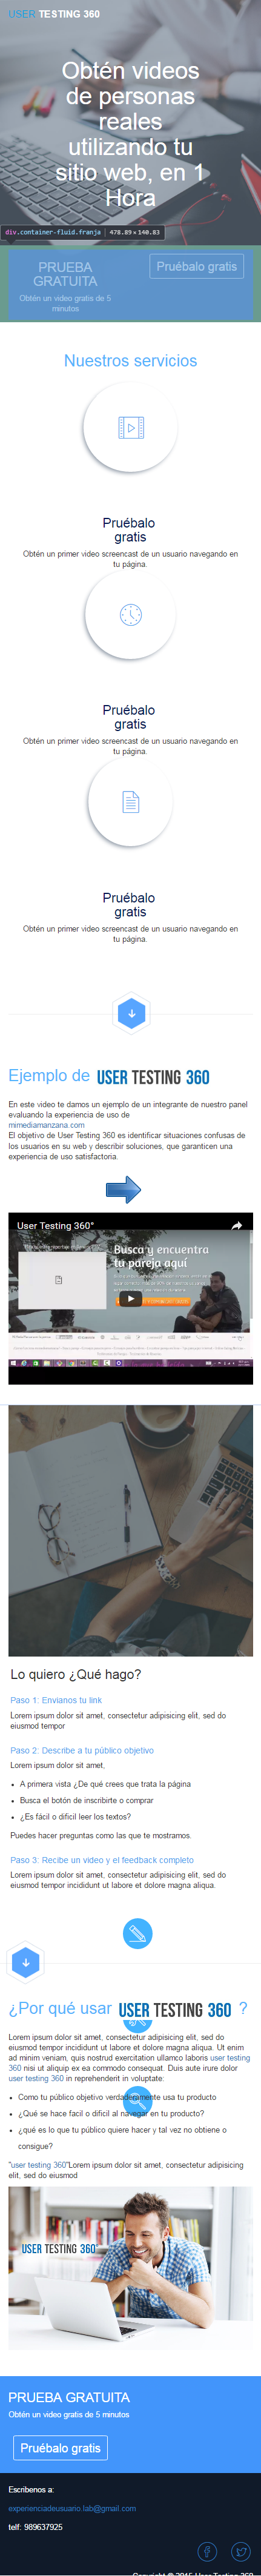 USER TESTING 360
Obtén videos
de personas
reales
utilizando tu
sitio web, en 1
Hora
div.container-fluid.franja 478.89 × 140.83
PRUEBA
GRATUITA
Pruébalo gratis
Obtén un video gratis de 5
minutos
Nuestros servicios
Pruébalo
gratis
Obtén un primer video screencast de un usuario navegando en
tu página.
Pruébalo
gratis
Obtén un primer video screencast de un usuario navegando en
tu página.
Pruébalo
gratis
Obtén un primer video screencast de un usuario navegando en
tu página.
Ejemplo de USER TESTING 360
En este video te damos un ejemplo de un integrante de nuestro panel
evaluando la experiencia de uso de
mimediamanzana.com
El objetivo de User Testing 360 es identificar situaciones confusas de
los usuarios en su web y describir soluciones, que garanticen una
experiencia de uso satisfactoria.
User Testing 360°
Busca y encuentra
tu pareja aquí
Lo quiero ¿Qué hago?
Paso 1: Envianos tu link
Lorem ipsum dolor sit amet, consectetur adipisicing elit, sed do
eiusmod tempor
Paso 2: Describe a tu público objetivo
Lorem ipsum dolor sit amet,
A primera vista ¿De qué crees que trata la página
Busca el botón de inscribirte o comprar
¿Es fácil o dificil leer los textos?
Puedes hacer preguntas como las que te mostramos.
Paso 3: Recibe un video y el feedback completo
Lorem ipsum dolor sit amet, consectetur adipisicing elit, sed do
eiusmod tempor incididunt ut labore et dolore magna aliqua.
¿Por qué usar USER TESTING 360 ?
Lorem ipsum dolor sit amet, consectetur adipisicing elit, sed do
eiusmod tempor incididunt ut labore et dolore magna aliqua. Ut enim
ad minim veniam, quis nostrud exercitation ullamco laboris user testing
360 nisi ut aliquip ex ea commodo consequat. Duis aute irure dolor
user testing 360 in reprehenderit in voluptate:
Como tu público objetivo verdaderamente usa tu producto
¿Qué se hace facil o dificil al navegar en tu producto?
¿qué es lo que tu público quiere hacer y tal vez no obtiene o
consigue?
"user testing 360"Lorem ipsum dolor sit amet, consectetur adipisicing
elit, sed do eiusmod
USER TESTING 360°
PRUEBA GRATUITA
Obtén un video gratis de 5 minutos
Pruébalo gratis
Escribenos a:
experienciadeusuario.lab@gmail.com
telf: 989637925